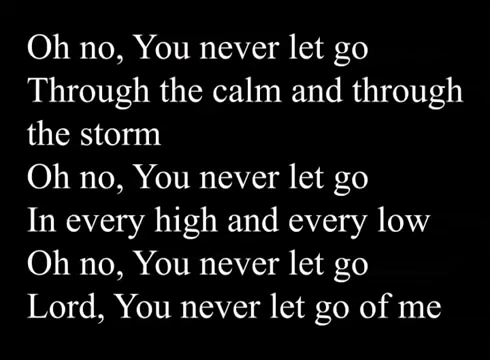 Oh no, You never let go
Through the calm and through
the storm
Oh no, You never let go
In every high and every low
Oh no, You never let go
Lord, You never let go of me